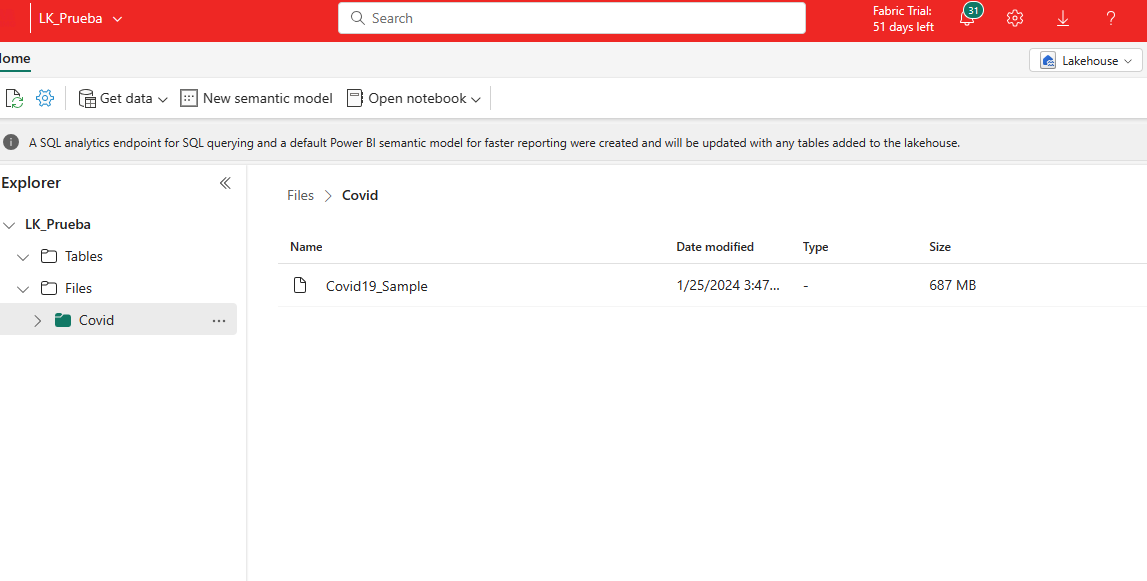 LK_Prueba
Search
Fabric Trial:
51 days left
31
?
Home
Lakehouse
Get data
New semantic model
Open notebook
A SQL analytics endpoint for SQL querying and a default Power BI semantic model for faster reporting were created and will be updated with any tables added to the lakehouse.
Explorer
Files > Covid
LK_Prueba
Tables
Files
Covid
...
Name Date modified Type Size
Covid19_Sample 1/25/2024 3:47... - 687 MB